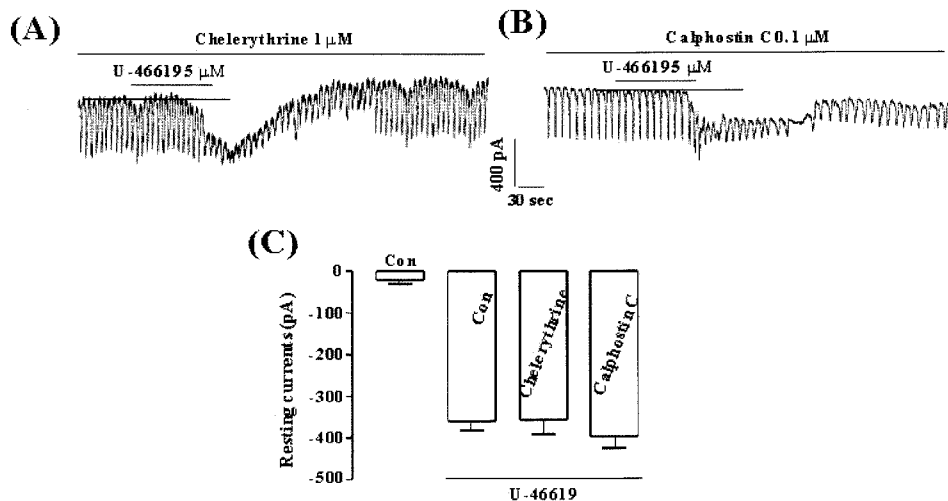 (A)
Chelerythrine 1 μM
U-466195 μM
(B)
Calphostin C0.1 μM
U-466195 μM
400 pA
30 sec
(C)
Resting currents (pA)
0
-100
-200
-300
-400
-500
Con
Con
Chelerythrine
Calphostin C
U-46619